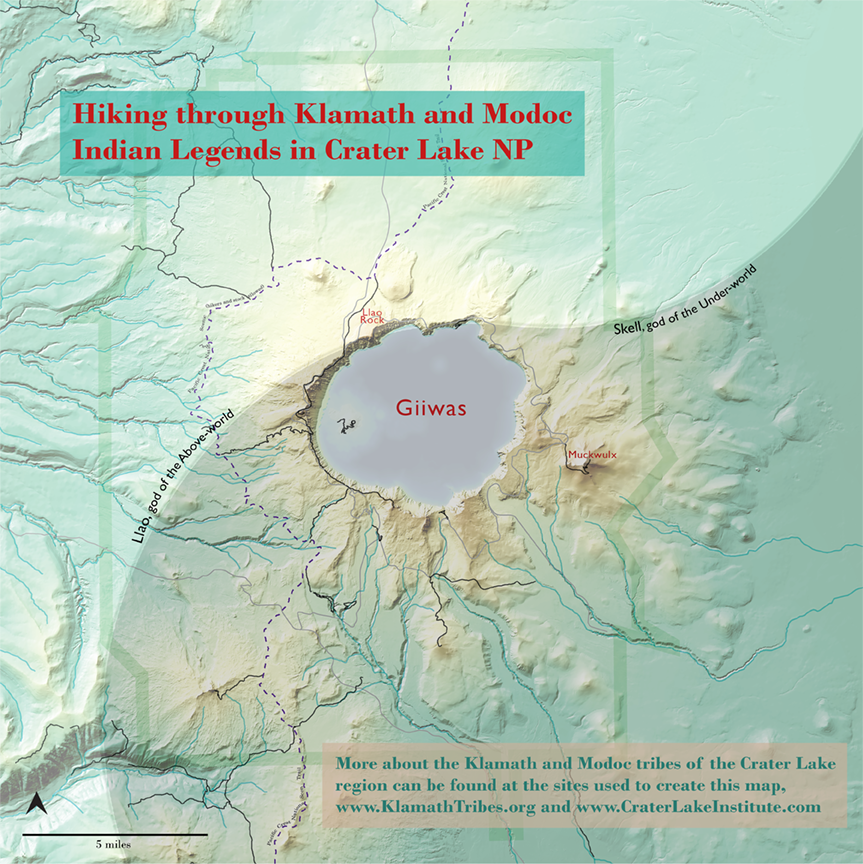 Hiking through Klamath and Modoc
Indian Legends in Crater Lake NP
Skell, god of the Under-world
Llao
Rock
Giiwas
Llao, god of the Above-world
Muckwulx
More about the Klamath and Modoc tribes of the Crater Lake
region can be found at the sites used to create this map,
www.KlamathTribes.org and www.CraterLakeInstitute.com
5 miles